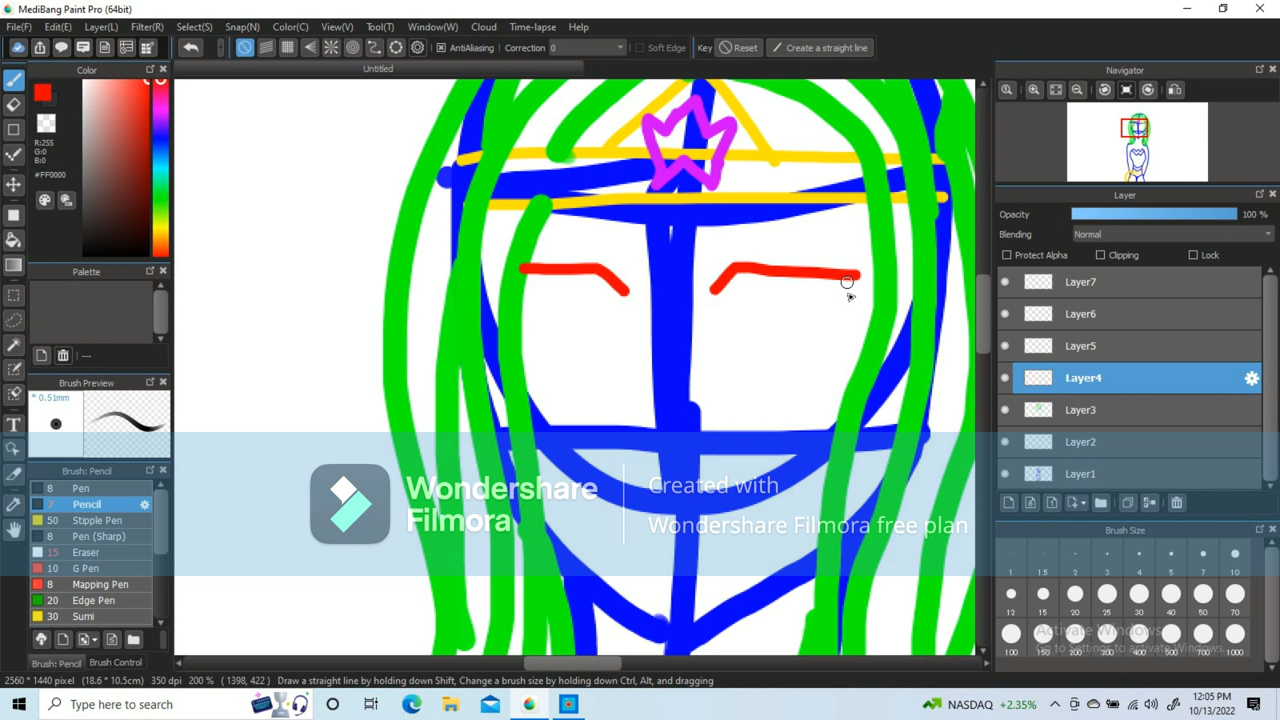 MediBang Paint Pro (64bit)
File(F) Edit(E) Layer(L) Filter(R) Select(S) Snap(N) Color(C) View(V) Tool(T) Window(W) Cloud Time-lapse Help
AntiAliasing Correction 0 Soft Edge Key Reset Create a straight line
Color
R:255
G:0
B:0
#FF0000
Palette
---
Brush Preview
* 0.51mm
Brush: Pencil
8 Pen
7 Pencil
50 Stipple Pen
8 Pen (Sharp)
15 Eraser
10 G Pen
8 Mapping Pen
20 Edge Pen
30 Sumi
Brush: Pencil Brush Control
Untitled
Wondershare
Filmora
Created with
Wondershare Filmora free plan
Navigator
Layer
Opacity 100 %
Blending Normal
Protect Alpha Clipping Lock
Layer7
Layer6
Layer5
Layer4
Layer3
Layer2
Layer1
Brush Size
1 1.5 2 3 4 5 7 10
12 15 20 25 30 40 50 70
100 150 200 300 400 500 700 1000
Activate Windows
Go to Settings to activate Windows.
2560 * 1440 pixel (18.6 * 10.5cm) 350 dpi 200 % ( 1398, 422 ) Draw a straight line by holding down Shift, Change a brush size by holding down Ctrl, Alt, and dragging
Type here to search
NASDAQ +2.35%
12:05 PM
10/13/2022